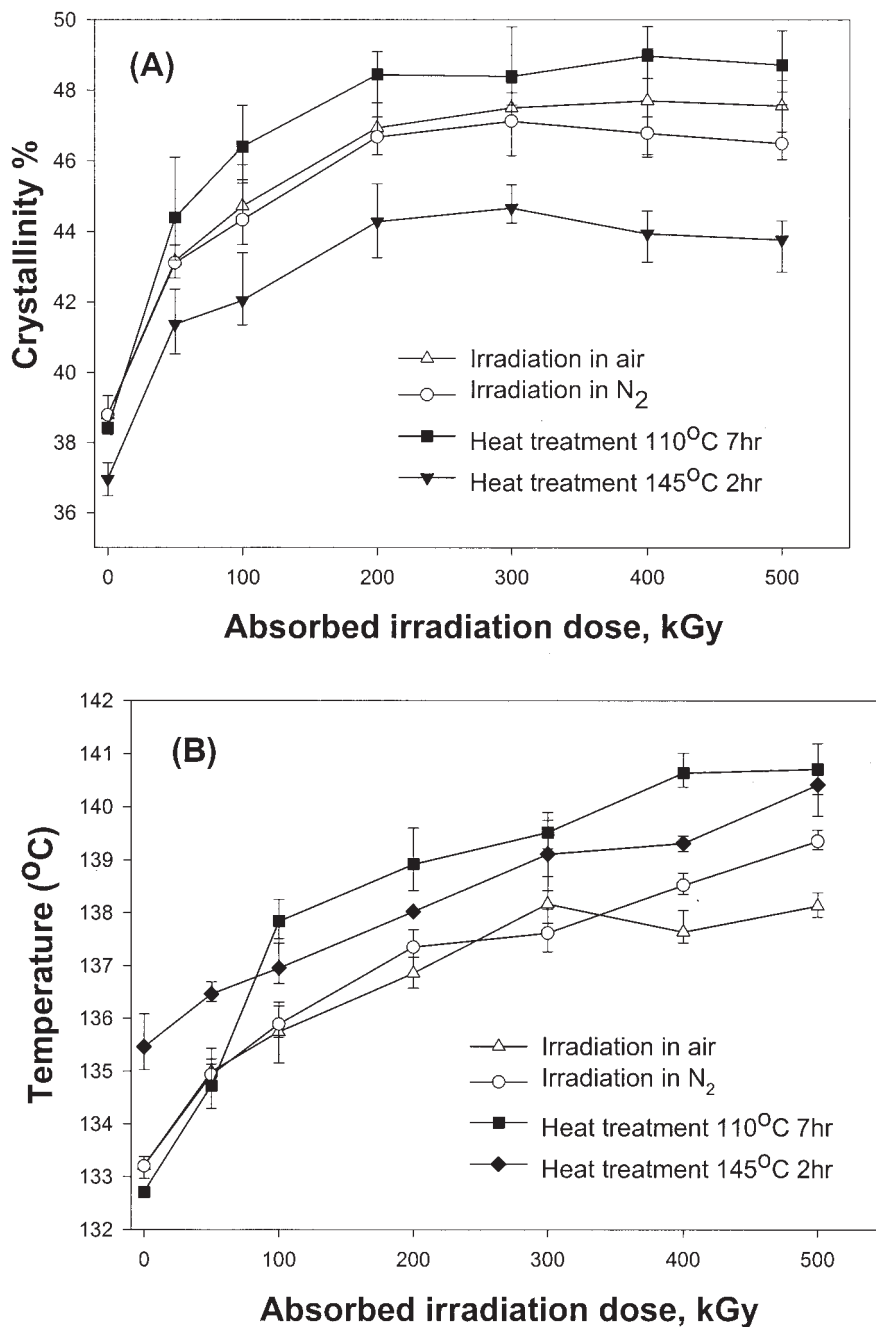 50
48
46
44
42
40
38
36
Crystallinity %
(A)
Irradiation in air
Irradiation in N2
Heat treatment 110°C 7hr
Heat treatment 145°C 2hr
0 100 200 300 400 500
Absorbed irradiation dose, kGy
142
141
140
139
138
137
136
135
134
133
132
Temperature (°C)
(B)
Irradiation in air
Irradiation in N2
Heat treatment 110°C 7hr
Heat treatment 145°C 2hr
0 100 200 300 400 500
Absorbed irradiation dose, kGy